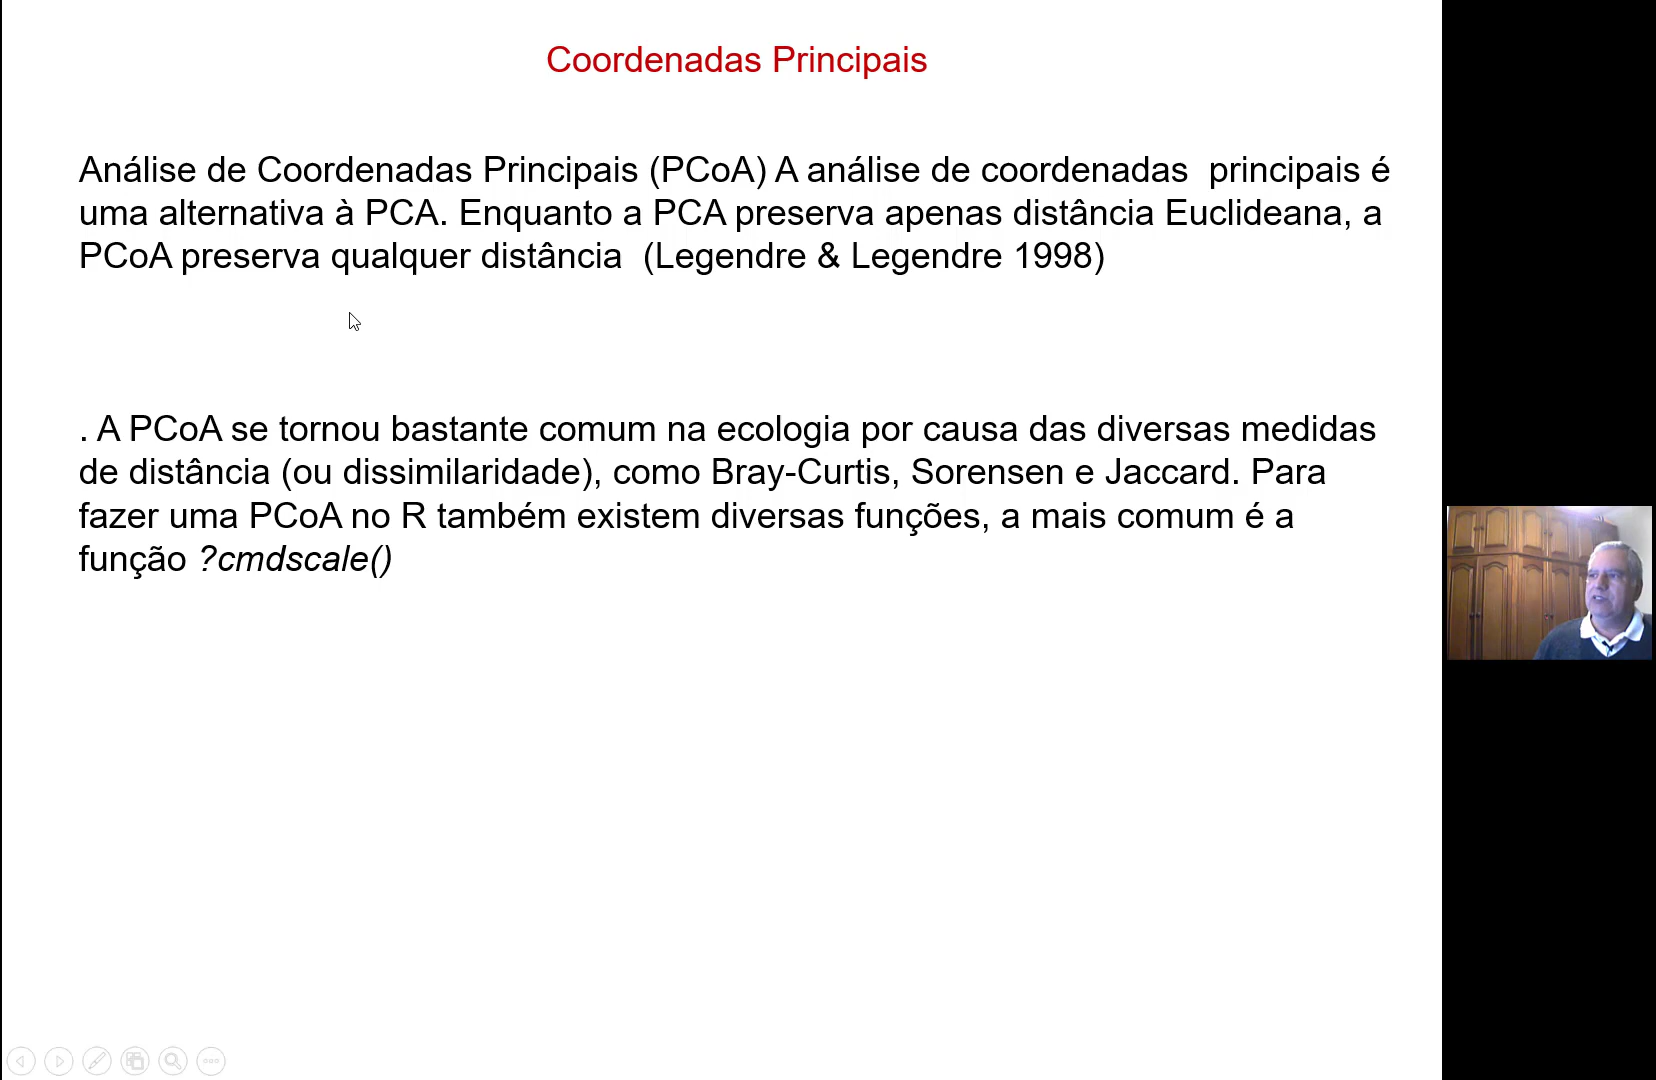 Coordenadas Principais
Análise de Coordenadas Principais (PCoA) A análise de coordenadas  principais é
uma alternativa à PCA. Enquanto a PCA preserva apenas distância Euclideana, a
PCoA preserva qualquer distância  (Legendre & Legendre 1998)
. A PCoA se tornou bastante comum na ecologia por causa das diversas medidas
de distância (ou dissimilaridade), como Bray-Curtis, Sorensen e Jaccard. Para
fazer uma PCoA no R também existem diversas funções, a mais comum é a
função ?cmdscale()